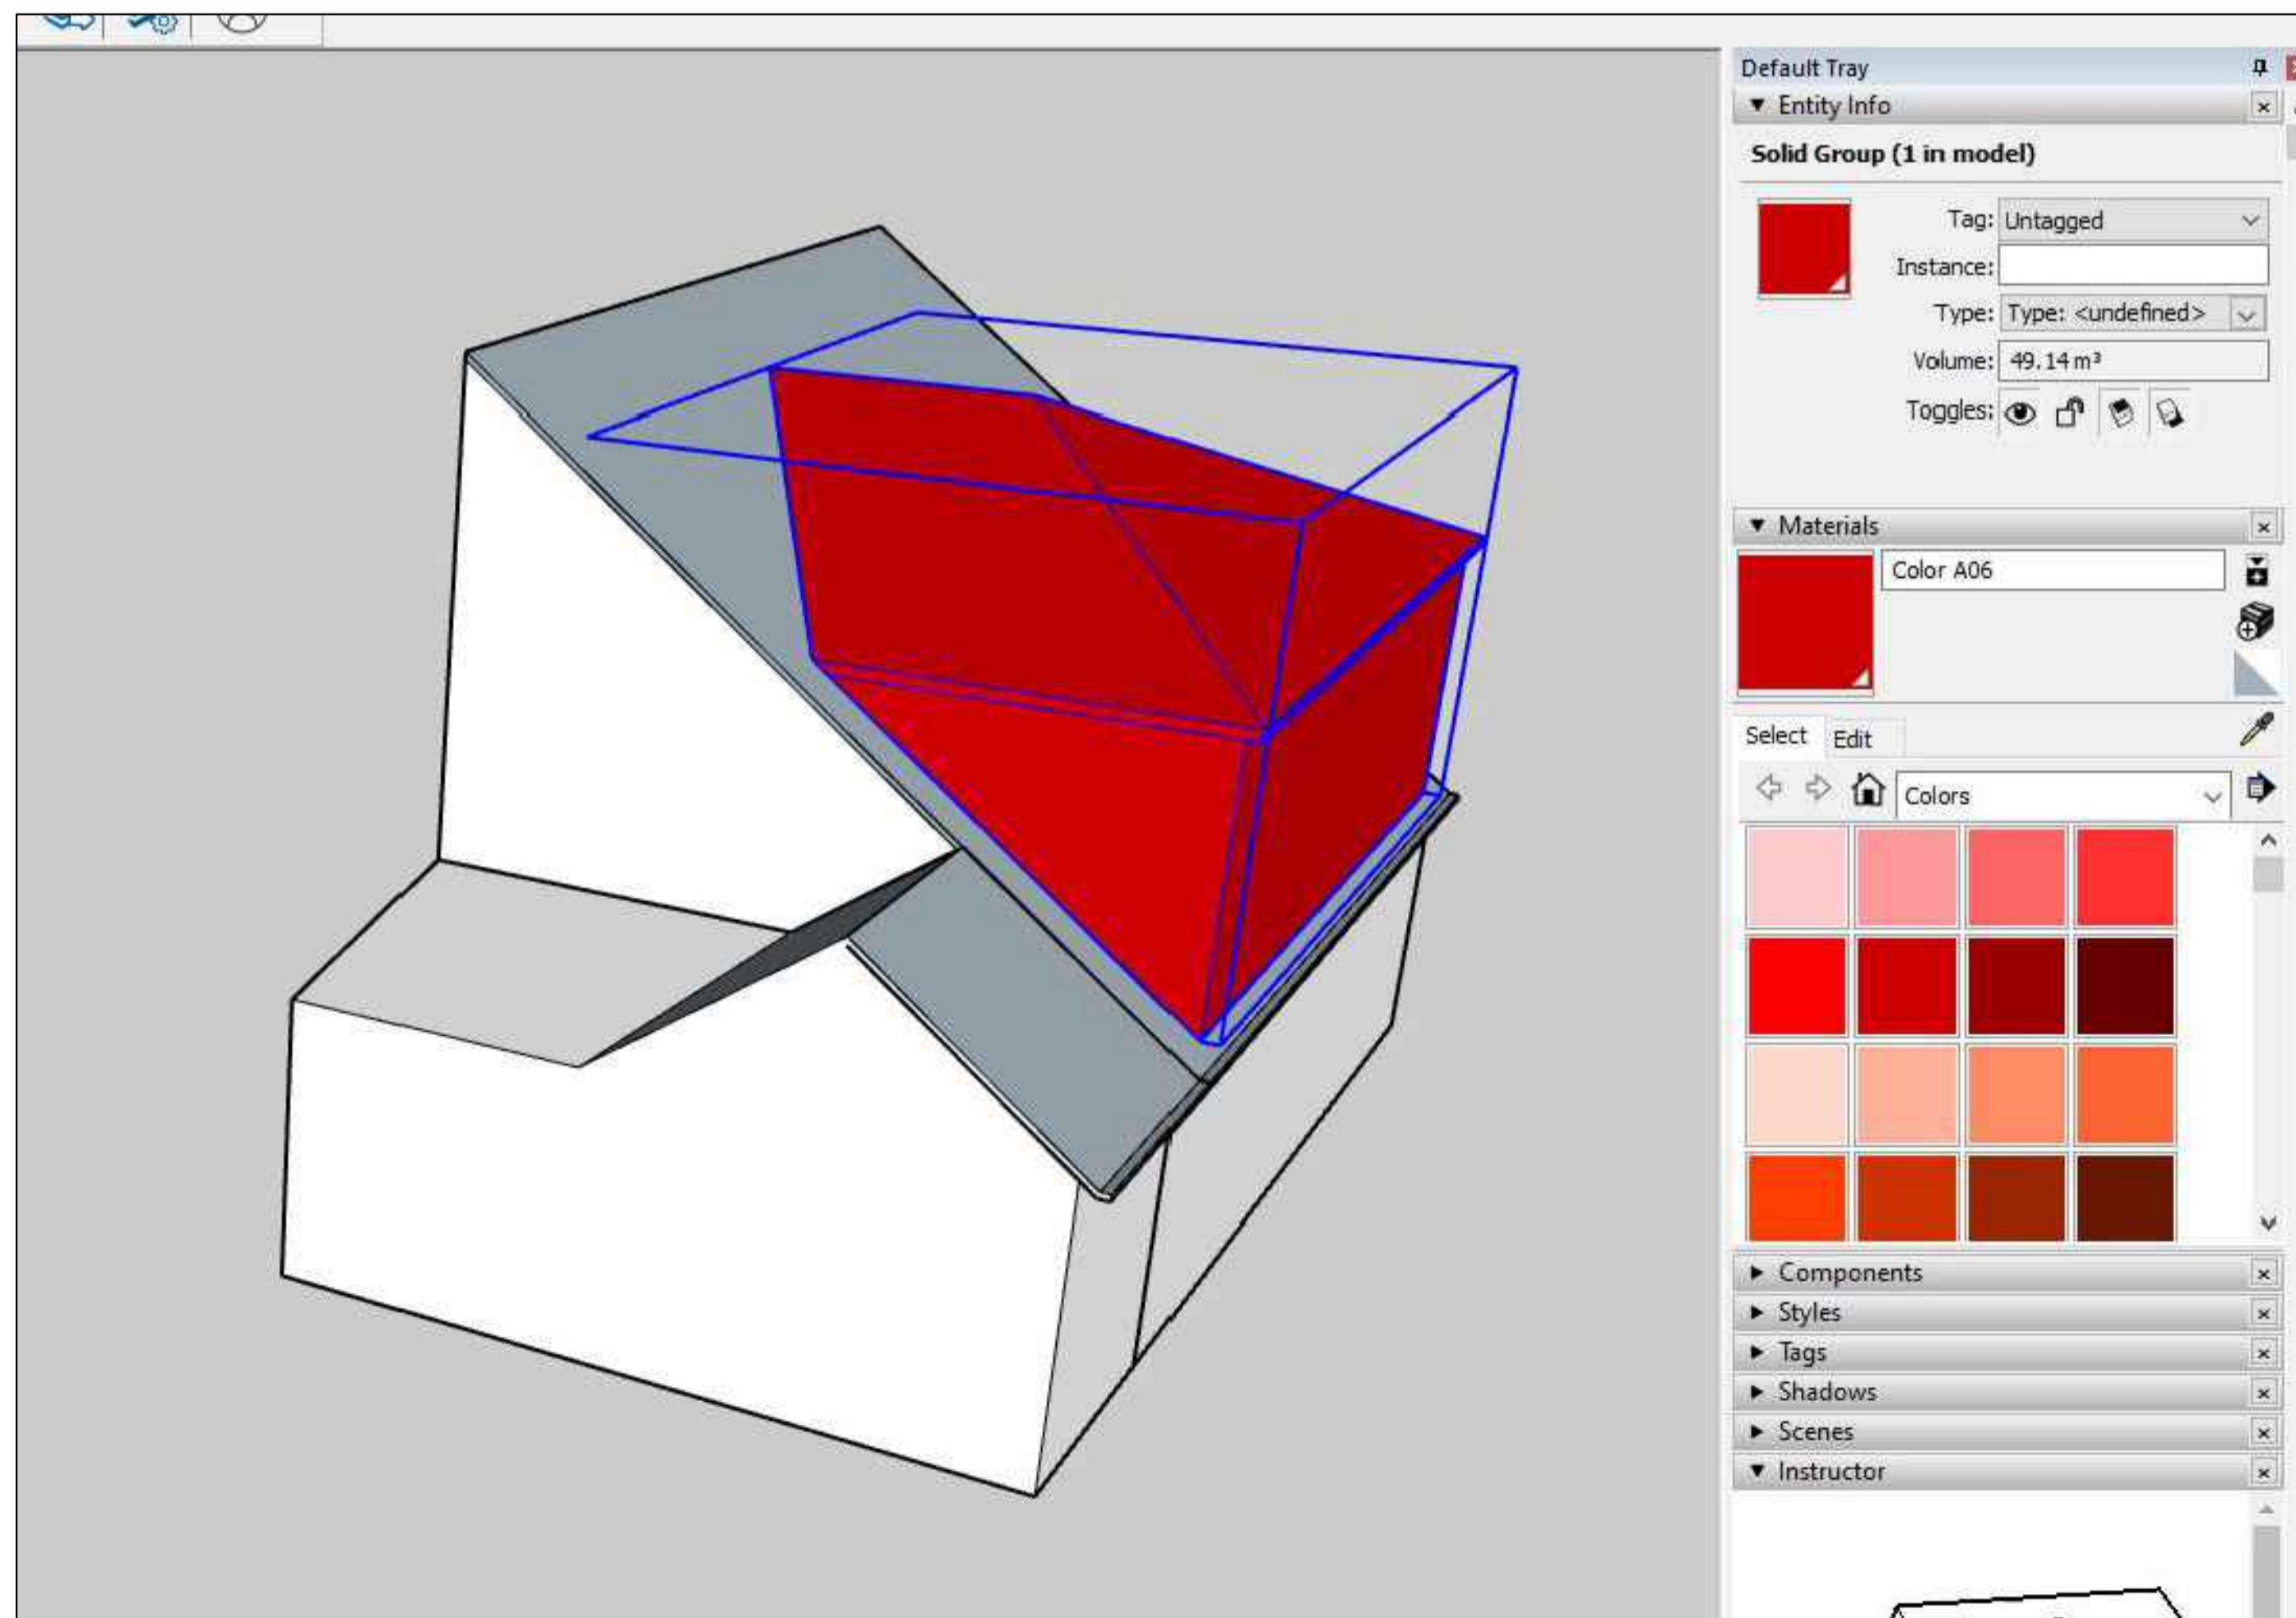 Default Tray
Entity Info
Solid Group (1 in model)
Tag: Untagged
Instance:
Type: Type: <undefined>
Volume: 49.14 m³
Toggles:
Materials
Color A06
Select Edit
Colors
Components
Styles
Tags
Shadows
Scenes
Instructor